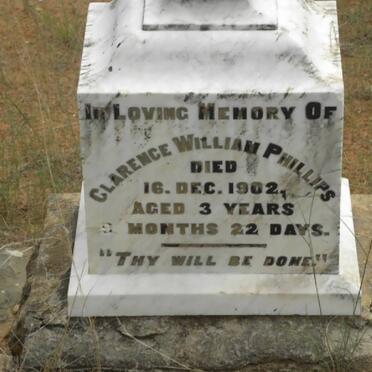 IN LOVING MEMORY OF
CLARENCE WILLIAM PHILLIPS
DIED
16. DEC. 1902,
AGED 3 YEARS
MONTHS 22 DAYS.
"THY WILL BE DONE."